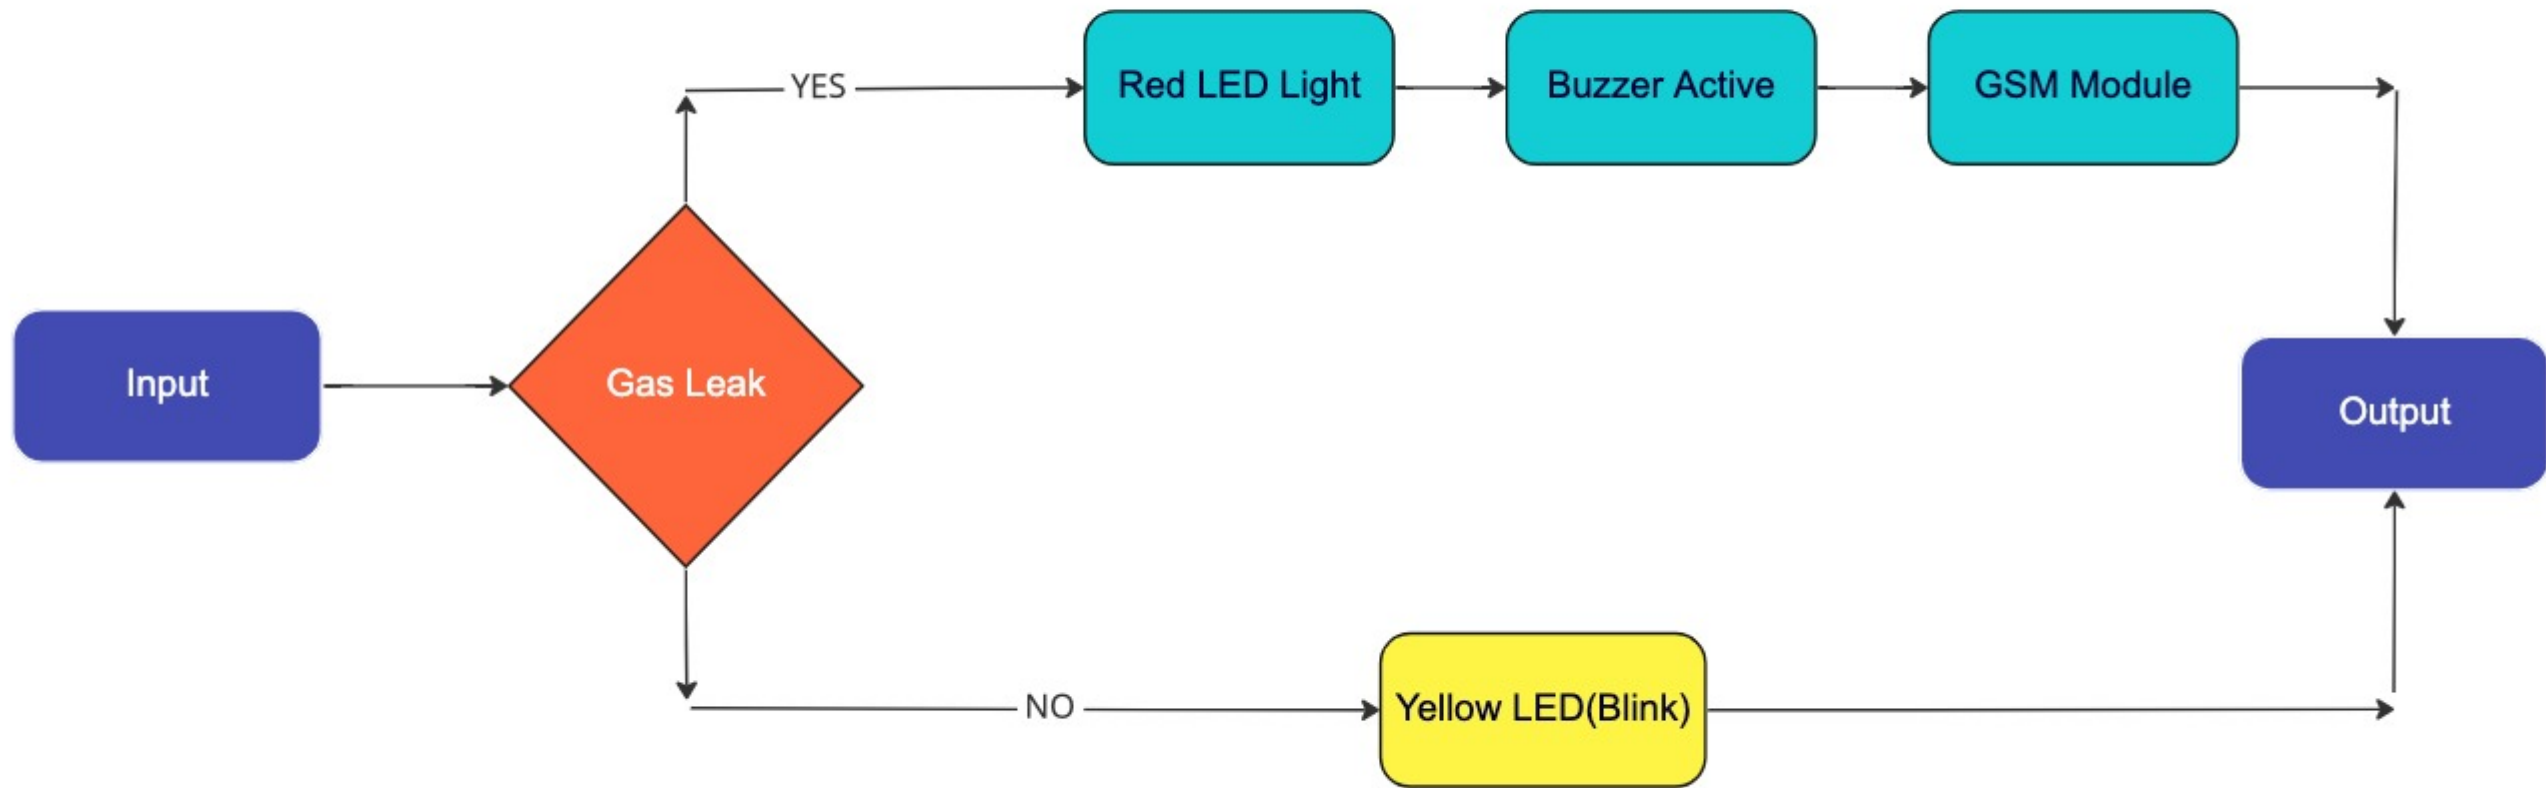 YES
Red LED Light
Buzzer Active
GSM Module
Input
Gas Leak
Output
NO
Yellow LED(Blink)